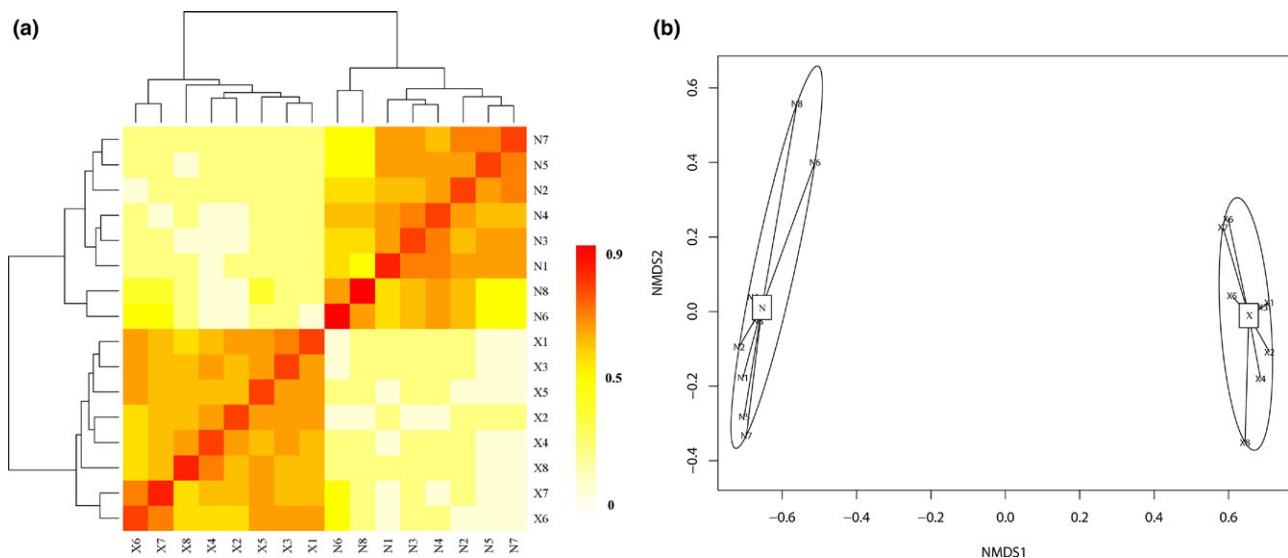 (a)
N7
N5
N2
N4
N3
N1
N8
N6
X1
X3
X5
X2
X4
X8
X7
X6
X6 X7 X8 X4 X2 X5 X3 X1 N6 N8 N1 N3 N4 N2 N5 N7
0.9
0.5
0
(b)
NMDS2
0.6
0.4
0.2
0.0
−0.2
−0.4
−0.6 −0.4 −0.2 0.0 0.2 0.4 0.6
NMDS1
N8
N6
N
N2
N1
N5
N7
X6
X7
X5
X1
X3
X
X2
X4
X8